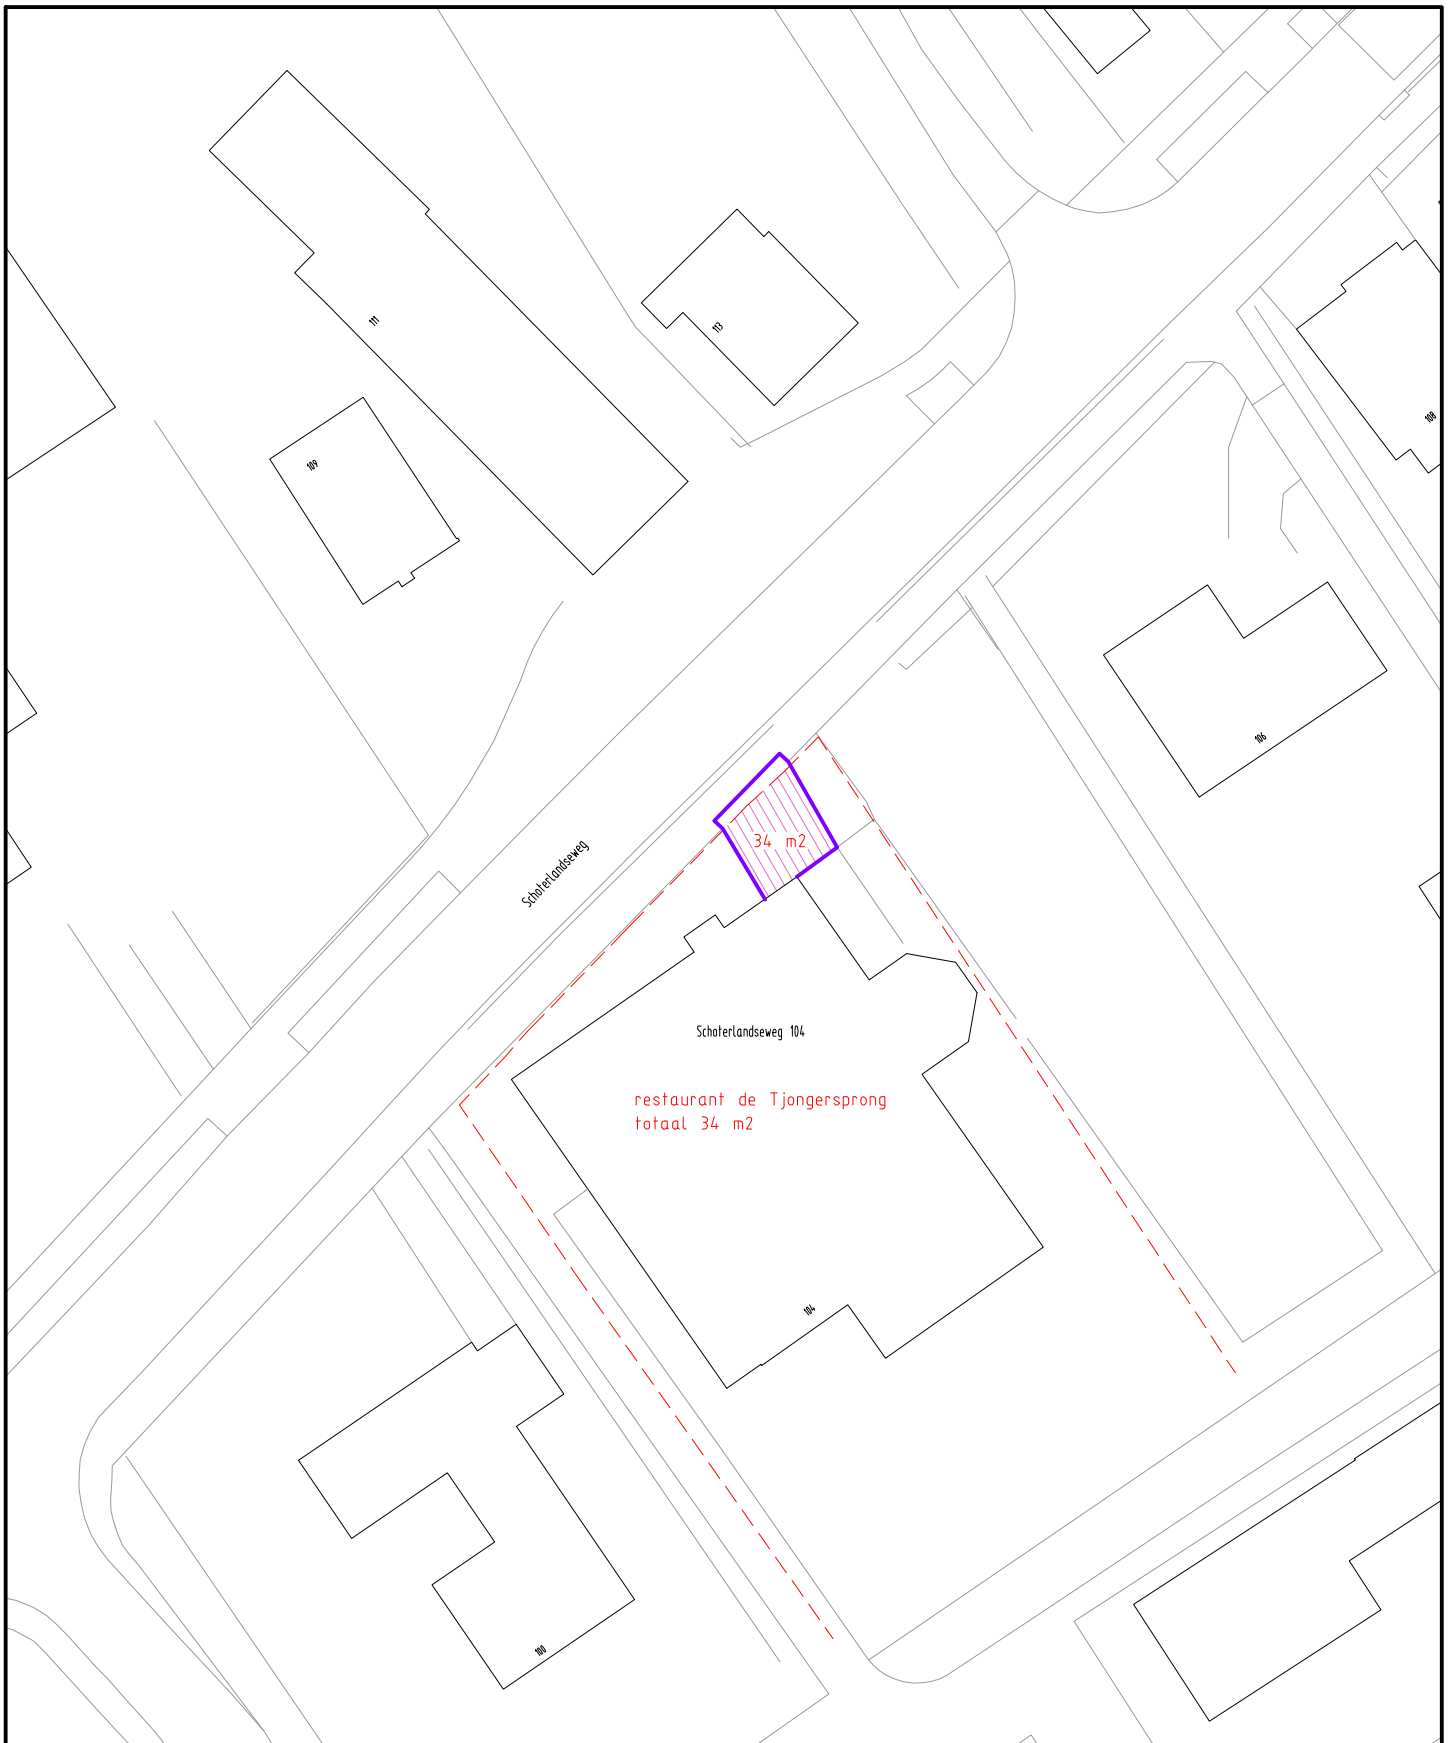 111
113
109
108
106
34 m2
Schoterlandseweg
Schoterlandseweg 104
restaurant de Tjongersprong
totaal 34 m2
104
100